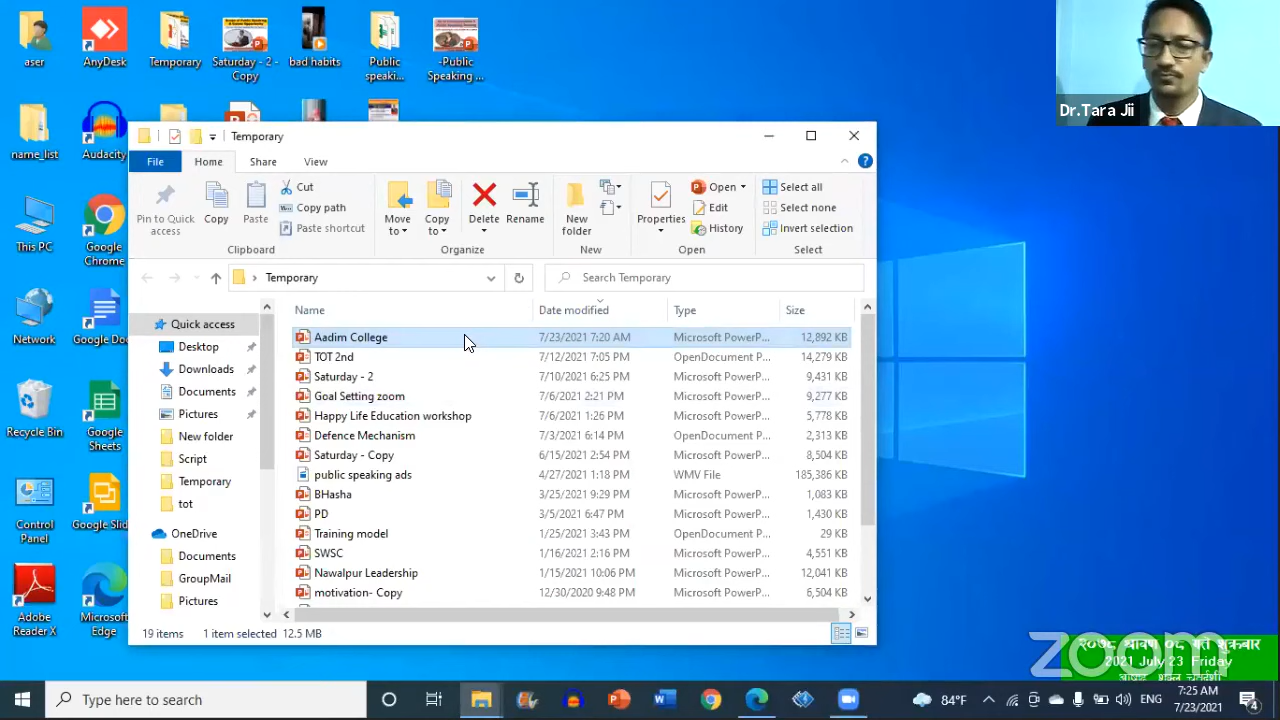 aser
AnyDesk
Temporary
Saturday - 2 -
Copy
bad habits
Public
speaki...
-Public
Speaking ...
Dr.Tara Jii
name_list
Audacity
This PC
Google
Chrome
Network
Google
Docs
Recycle Bin
Google
Sheets
Control
Panel
Google Slid
Adobe
Reader X
Microsoft
Edge
Temporary
File
Home
Share
View
Pin to Quick
access
Copy
Paste
Cut
Copy path
Paste shortcut
Clipboard
Move
to
Copy
to
Delete
Rename
Organize
New
folder
New
Properties
Open
Edit
History
Open
Select all
Select none
Invert selection
Select
Temporary
Search Temporary
Quick access
Desktop
Downloads
Documents
Pictures
New folder
Script
Temporary
tot
OneDrive
Documents
GroupMail
Pictures
Name Date modified Type Size
Aadim College 7/23/2021 7:20 AM Microsoft PowerP... 12,892 KB
TOT 2nd 7/12/2021 7:05 PM OpenDocument P... 14,279 KB
Saturday - 2 7/10/2021 6:25 PM Microsoft PowerP... 9,431 KB
Goal Setting zoom 7/6/2021 2:21 PM Microsoft PowerP... 9,277 KB
Happy Life Education workshop 7/6/2021 1:26 PM Microsoft PowerP... 5,778 KB
Defence Mechanism 7/3/2021 6:14 PM OpenDocument P... 2,313 KB
Saturday - Copy 6/15/2021 2:54 PM Microsoft PowerP... 8,504 KB
public speaking ads 4/27/2021 1:18 PM WMV File 185,386 KB
BHasha 3/25/2021 9:29 PM Microsoft PowerP... 1,083 KB
PD 3/5/2021 6:47 PM Microsoft PowerP... 1,430 KB
Training model 1/25/2021 3:43 PM OpenDocument P... 29 KB
SWSC 1/16/2021 2:16 PM Microsoft PowerP... 4,551 KB
Nawalpur Leadership 1/15/2021 10:06 PM Microsoft PowerP... 12,041 KB
motivation- Copy 12/30/2020 9:48 PM Microsoft PowerP... 6,504 KB
19 items 1 item selected 12.5 MB
zoom
२०७८ श्रावण ०८ गते शुक्रबार
2021 July 23 Friday
Type here to search
84°F
ENG
7:25 AM
7/23/2021
4